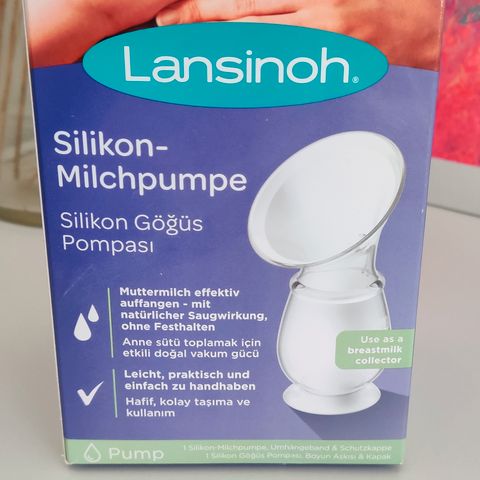 Lansinoh®
Silikon-
Milchpumpe
Silikon Göğüs
Pompası
Muttermilch effektiv
auffangen - mit
natürlicher Saugwirkung,
ohne Festhalten
Anne sütü toplamak için
etkili doğal vakum gücü
Leicht, praktisch und
einfach zu handhaben
Hafif, kolay taşıma ve
kullanım
Use as a
breastmilk
collector
Pump
1 Silikon-Milchpumpe, Umhängeband & Schutzkappe
1 Silikon Göğüs Pompası, Boyun Askısı & Kapak